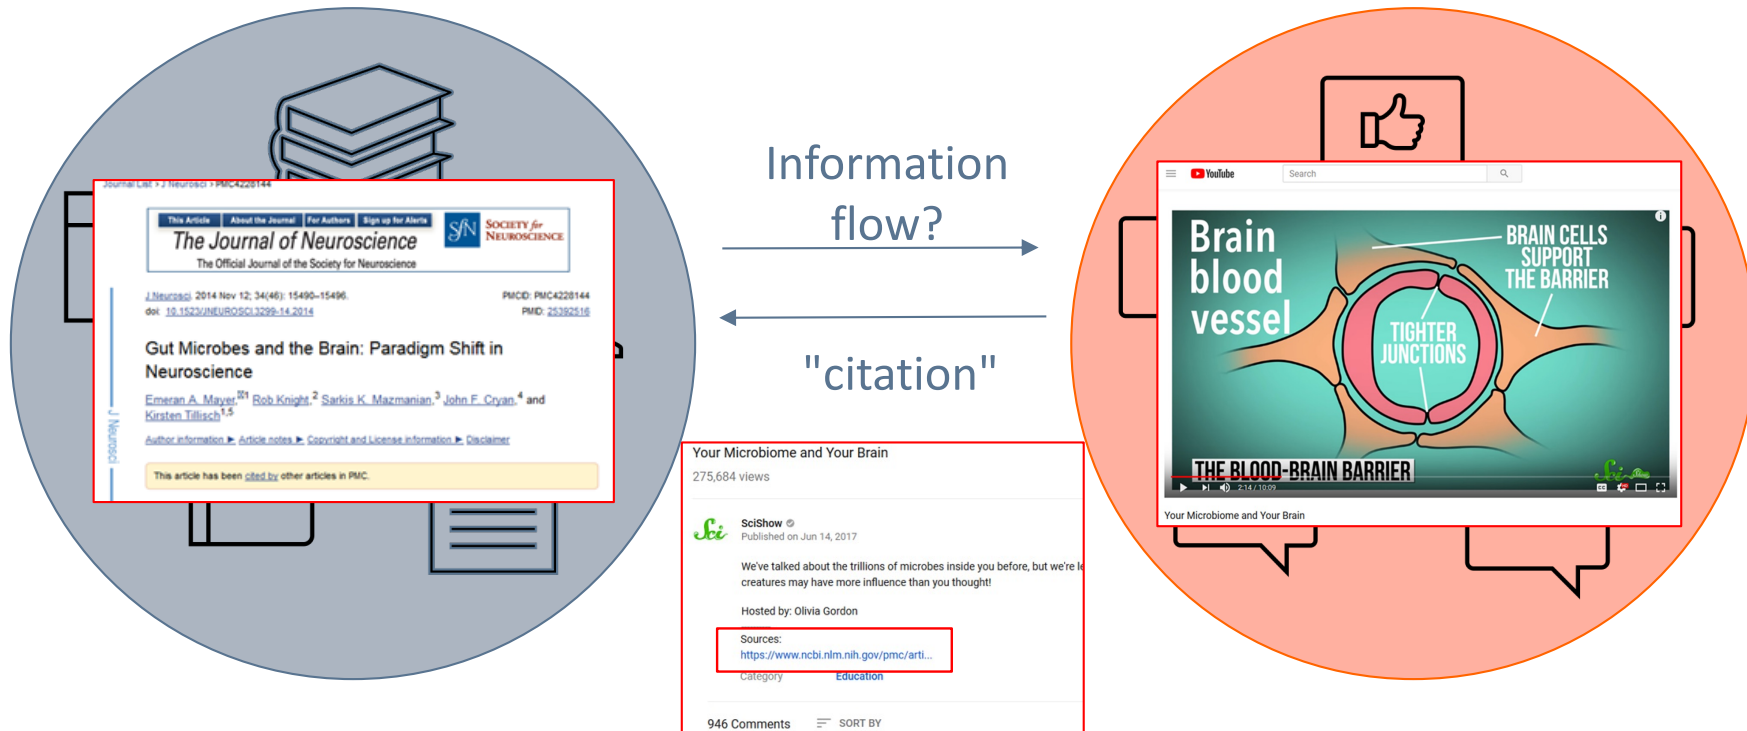 Journal List > J Neurosci > PMC4228144
This Article About the Journal For Authors Sign up for Alerts
The Journal of Neuroscience
The Official Journal of the Society for Neuroscience
SfN
SOCIETY for
NEUROSCIENCE
J Neurosci. 2014 Nov 12; 34(46): 15490–15496.
doi: 10.1523/JNEUROSCI.3299-14.2014
PMCID: PMC4228144
PMID: 25392516
Gut Microbes and the Brain: Paradigm Shift in
Neuroscience
Emeran A. Mayer,1 Rob Knight,2 Sarkis K. Mazmanian,3 John F. Cryan,4 and
Kirsten Tillisch1,5
Author information ► Article notes ► Copyright and License information ► Disclaimer
This article has been cited by other articles in PMC.
J Neurosci
Information
flow?
"citation"
Your Microbiome and Your Brain
275,684 views
Sci
SciShow
Published on Jun 14, 2017
We've talked about the trillions of microbes inside you before, but we're le
creatures may have more influence than you thought!
Hosted by: Olivia Gordon
Sources:
https://www.ncbi.nlm.nih.gov/pmc/arti...
Category Education
946 Comments SORT BY
YouTube
Search
Brain
blood
vessel
BRAIN CELLS
SUPPORT
THE BARRIER
TIGHTER
JUNCTIONS
THE BLOOD-BRAIN BARRIER
Sci
2:14 / 10:09
CC
Your Microbiome and Your Brain